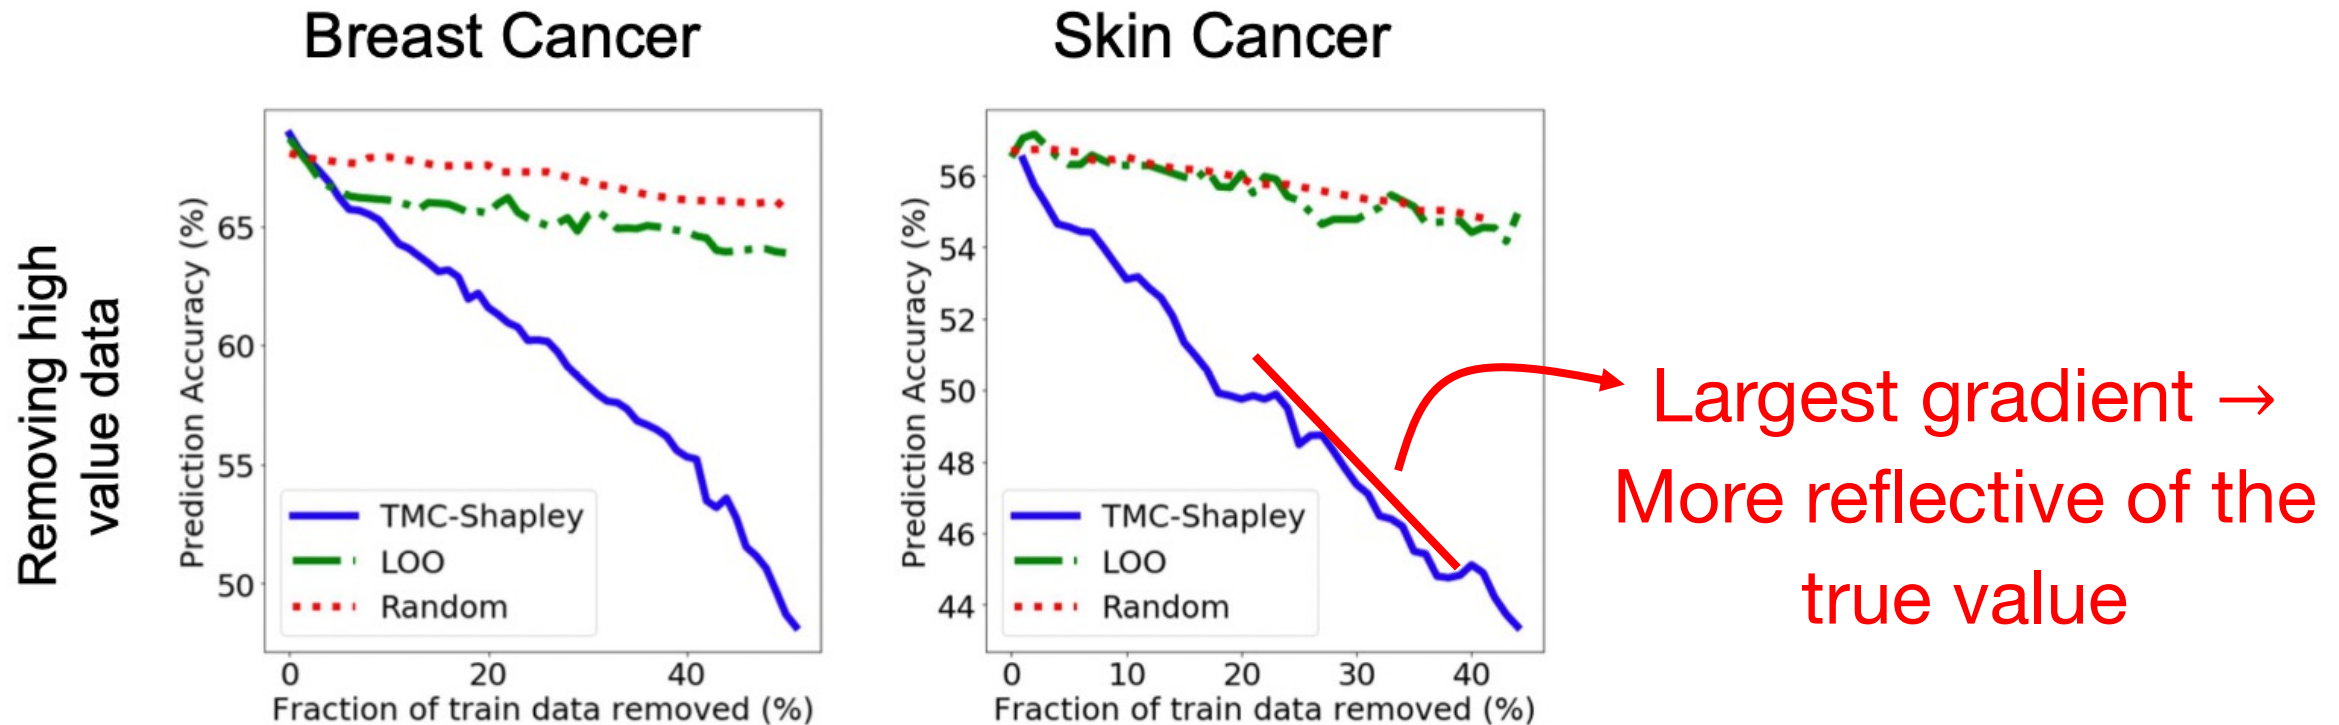 Breast Cancer
Skin Cancer
Removing high
value data
Prediction Accuracy (%)
65
60
55
50
TMC-Shapley
LOO
Random
0
20
40
Fraction of train data removed (%)
Prediction Accuracy (%)
56
54
52
50
48
46
44
TMC-Shapley
LOO
Random
0
10
20
30
40
Fraction of train data removed (%)
Largest gradient →
More reflective of the
true value